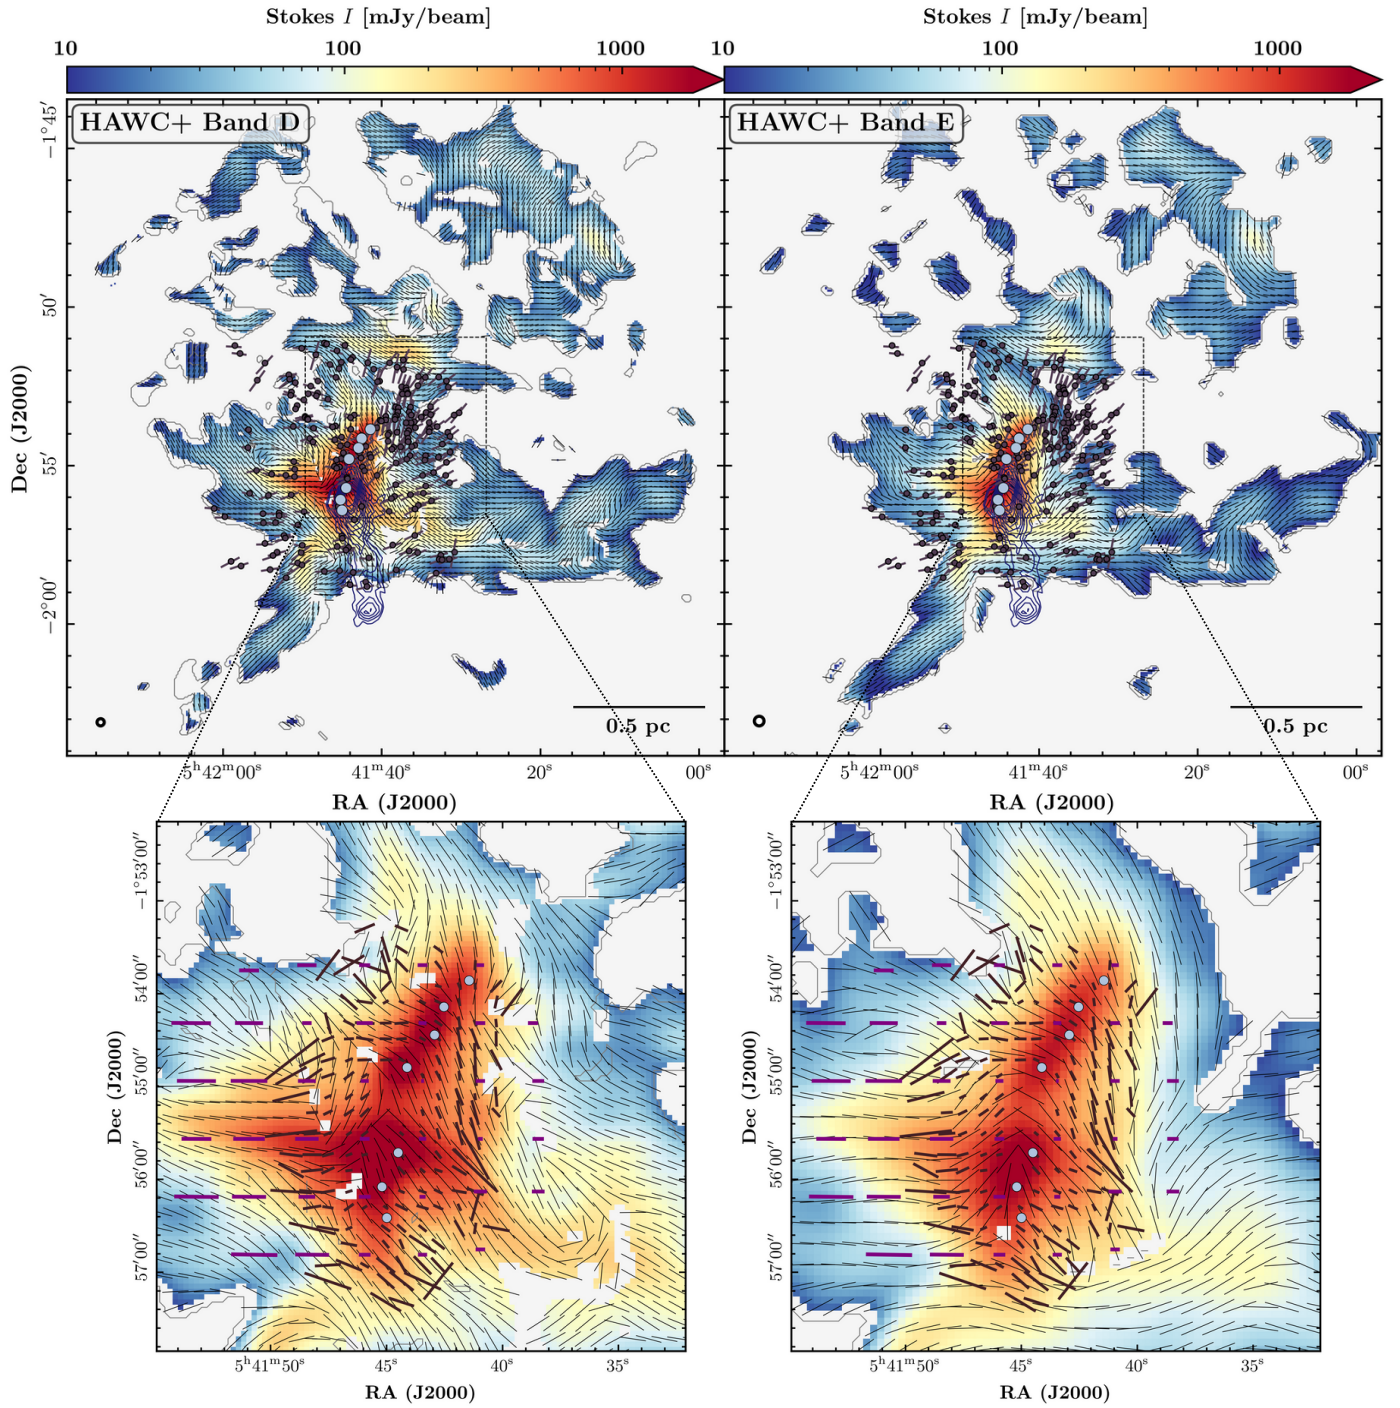 Stokes I [mJy/beam]
Stokes I [mJy/beam]
10 100 1000
10 100 1000
HAWC+ Band D
HAWC+ Band E
−1°45′
50′
55′
−2°00′
Dec (J2000)
0.5 pc
0.5 pc
5ʰ42ᵐ00ˢ 41ᵐ40ˢ 20ˢ 00ˢ
5ʰ42ᵐ00ˢ 41ᵐ40ˢ 20ˢ 00ˢ
RA (J2000)
RA (J2000)
−1°53′00″
54′00″
55′00″
56′00″
57′00″
Dec (J2000)
5ʰ41ᵐ50ˢ 45ˢ 40ˢ 35ˢ
RA (J2000)
−1°53′00″
54′00″
55′00″
56′00″
57′00″
Dec (J2000)
5ʰ41ᵐ50ˢ 45ˢ 40ˢ 35ˢ
RA (J2000)